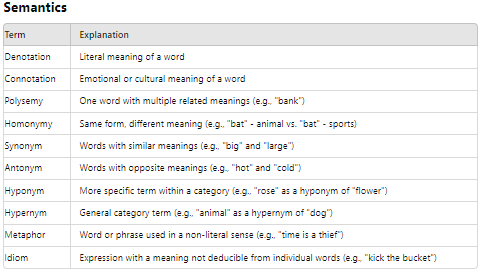 Semantics
Term Explanation
Denotation Literal meaning of a word
Connotation Emotional or cultural meaning of a word
Polysemy One word with multiple related meanings (e.g., "bank")
Homonymy Same form, different meaning (e.g., "bat" - animal vs. "bat" - sports)
Synonym Words with similar meanings (e.g., "big" and "large")
Antonym Words with opposite meanings (e.g., "hot" and "cold")
Hyponym More specific term within a category (e.g., "rose" as a hyponym of "flower")
Hypernym General category term (e.g., "animal" as a hypernym of "dog")
Metaphor Word or phrase used in a non-literal sense (e.g., "time is a thief")
Idiom Expression with a meaning not deducible from individual words (e.g., "kick the bucket")